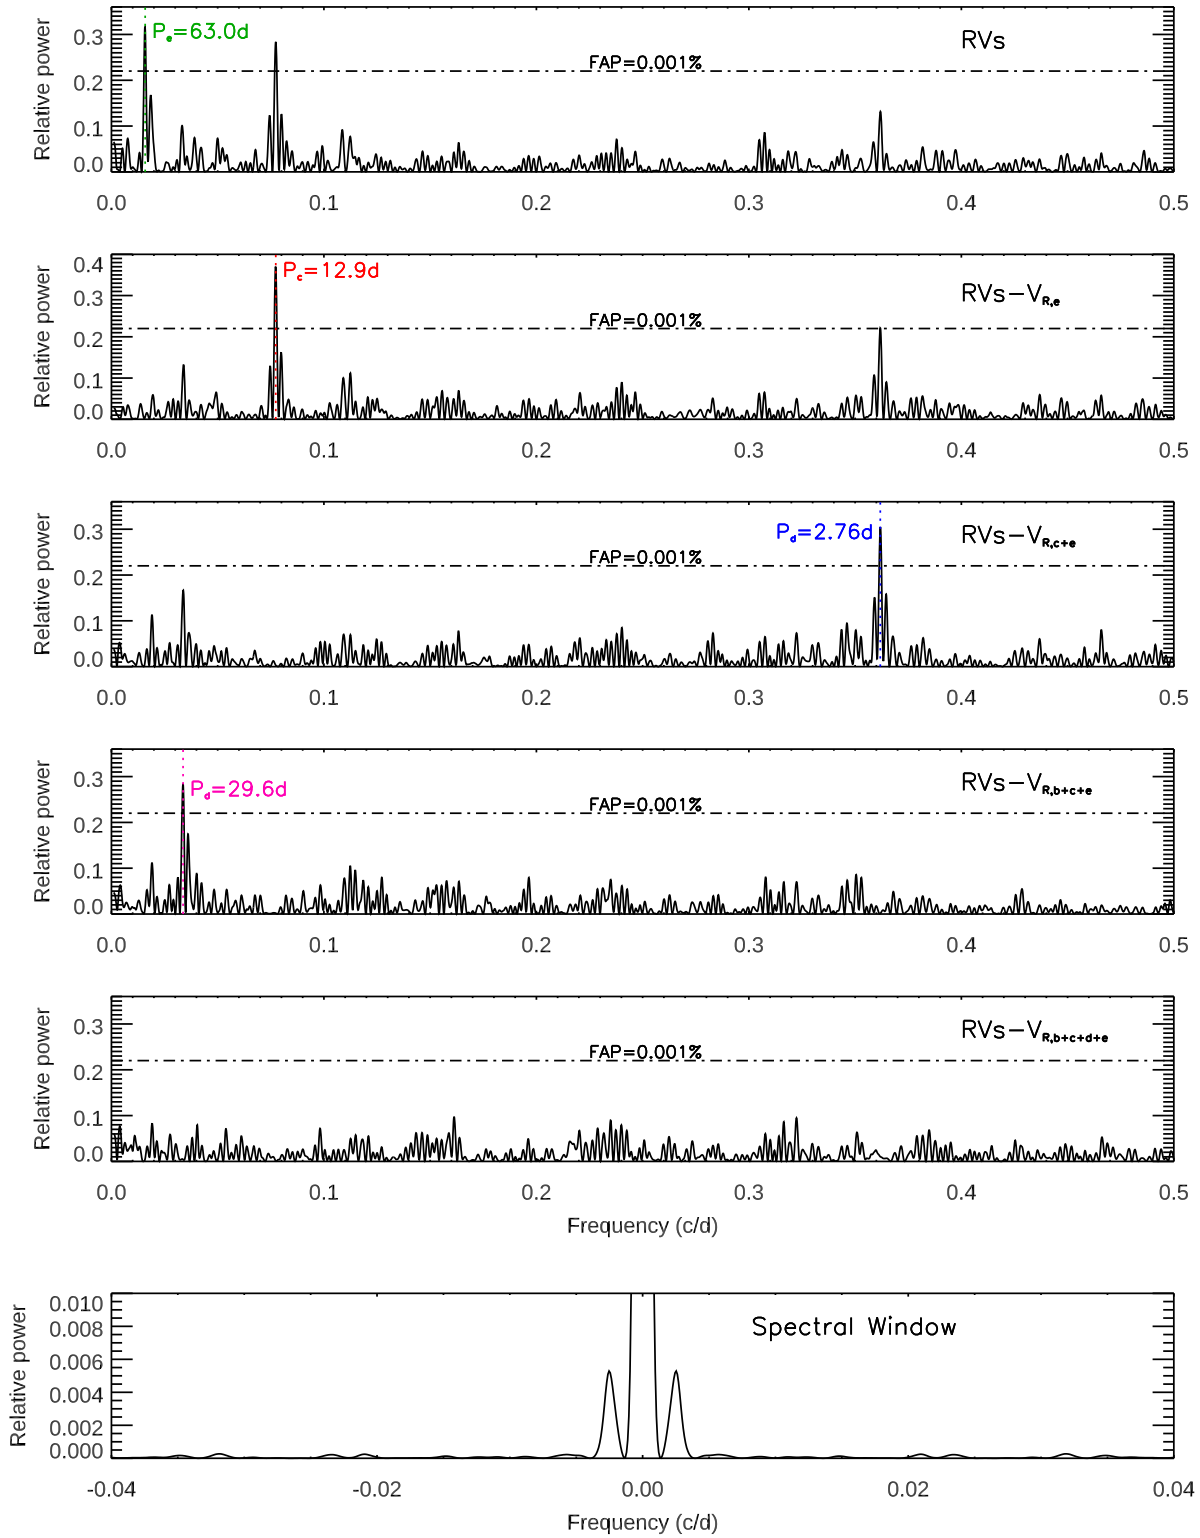 Relative power
0.3
0.2
0.1
0.0
P_e=63.0d
FAP=0.001%
RVs
0.0 0.1 0.2 0.3 0.4 0.5
Relative power
0.4
0.3
0.2
0.1
0.0
P_c=12.9d
FAP=0.001%
RVs-V_R,e
0.0 0.1 0.2 0.3 0.4 0.5
Relative power
0.3
0.2
0.1
0.0
FAP=0.001%
P_d=2.76d
RVs-V_R,c+e
0.0 0.1 0.2 0.3 0.4 0.5
Relative power
0.3
0.2
0.1
0.0
P_d=29.6d
FAP=0.001%
RVs-V_R,b+c+e
0.0 0.1 0.2 0.3 0.4 0.5
Relative power
0.3
0.2
0.1
0.0
FAP=0.001%
RVs-V_R,b+c+d+e
0.0 0.1 0.2 0.3 0.4 0.5
Frequency (c/d)
Relative power
0.010
0.008
0.006
0.004
0.002
0.000
Spectral Window
-0.04 -0.02 0.00 0.02 0.04
Frequency (c/d)